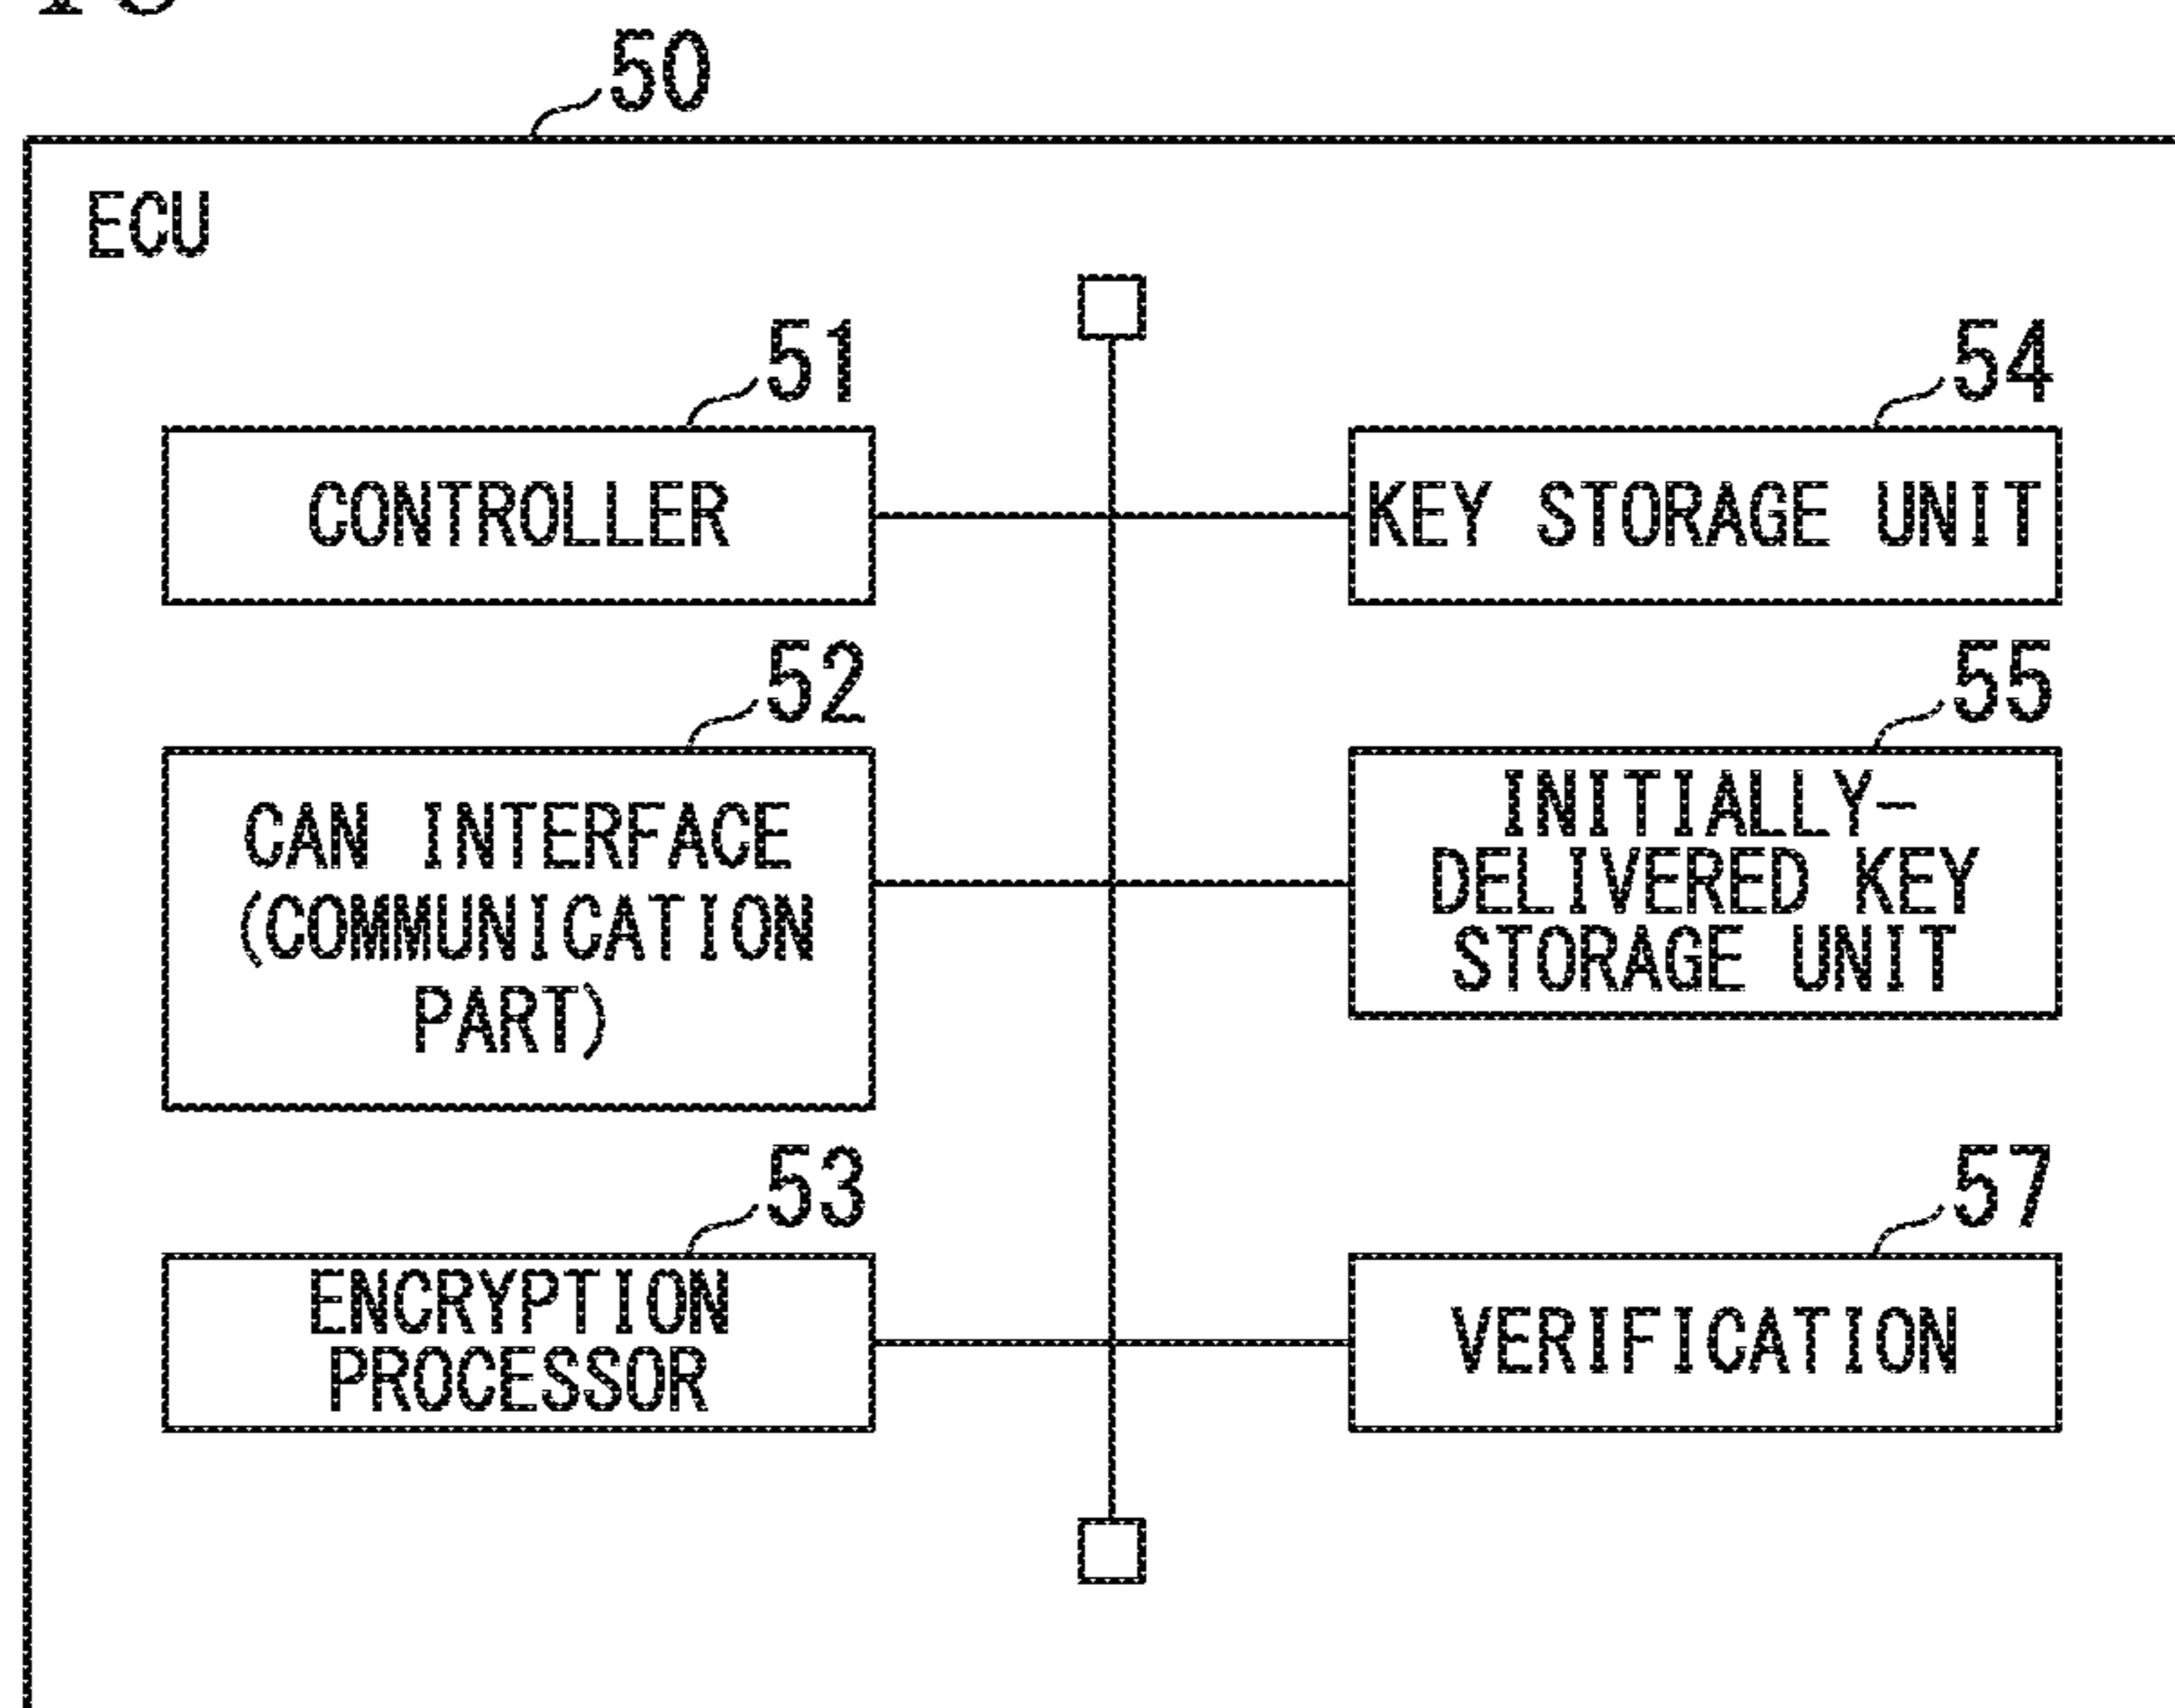 50
ECU
51
CONTROLLER
54
KEY STORAGE UNIT
52
CAN INTERFACE
(COMMUNICATION
PART)
55
INITIALLY-
DELIVERED KEY
STORAGE UNIT
53
ENCRYPTION
PROCESSOR
57
VERIFICATION